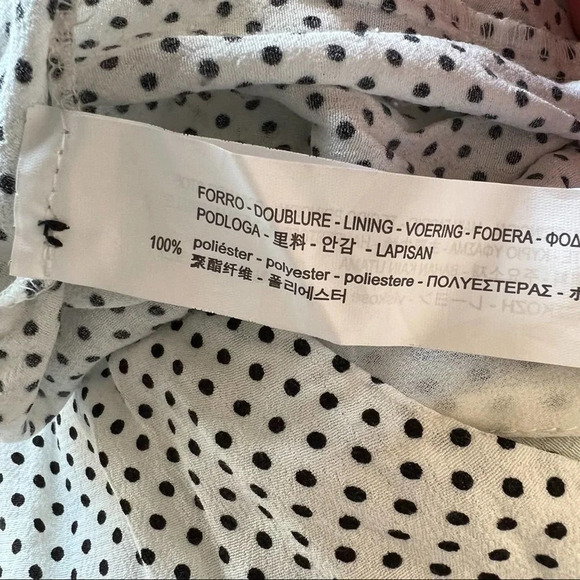 FORRO - DOUBLURE - LINING - VOERING - FODERA - ΦΟΔ
PODLOGA - 里料 - 안감 - LAPISAN
100% poliéster - polyester - poliestere - ΠΟΛΥΕΣΤΕΡΑΣ -
聚酯纤维 - 폴리에스터